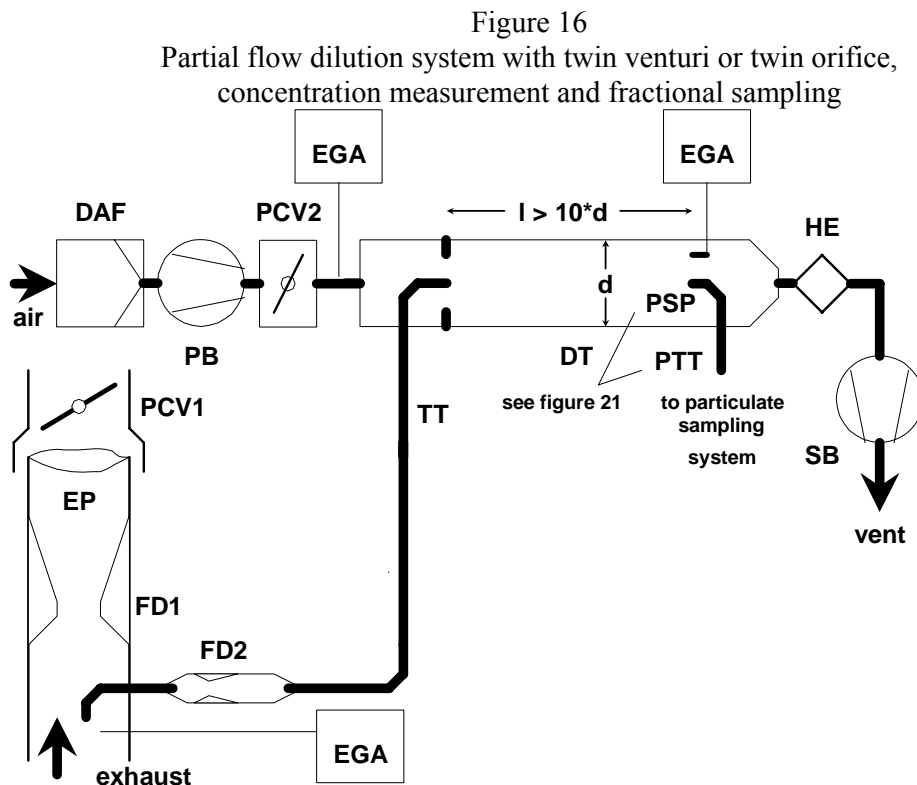 Figure 16
Partial flow dilution system with twin venturi or twin orifice,
concentration measurement and fractional sampling
EGA
EGA
DAF
PCV2
l > 10*d
HE
air
d
PSP
PB
DT
PTT
PCV1
see figure 21
to particulate
sampling
system
TT
SB
EP
vent
FD1
FD2
EGA
exhaust